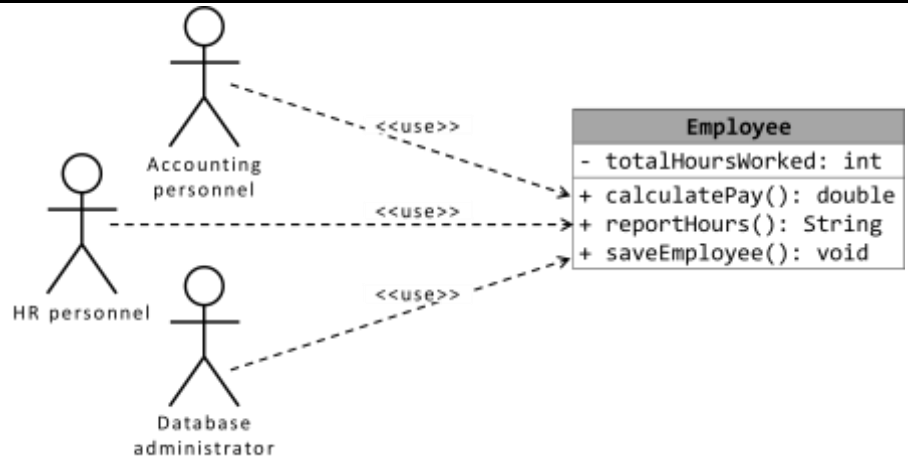 Accounting
personnel
<<use>>
Employee
- totalHoursWorked: int
+ calculatePay(): double
+ reportHours(): String
+ saveEmployee(): void
<<use>>
HR personnel
<<use>>
Database
administrator